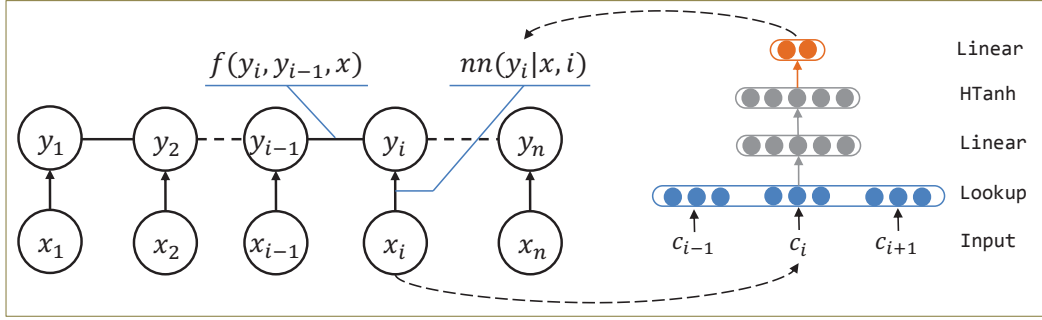 f(y_i, y_{i−1}, x)
nn(y_i|x, i)
y_1
y_2
y_{i−1}
y_i
y_n
x_1
x_2
x_{i−1}
x_i
x_n
Linear
HTanh
Linear
Lookup
c_{i−1}
c_i
c_{i+1}
Input